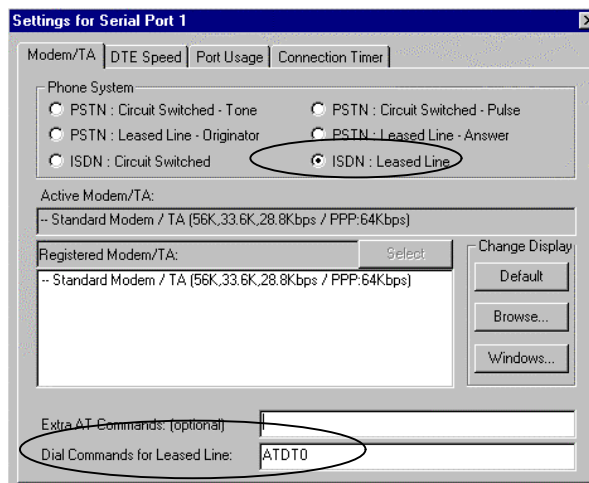 Settings for Serial Port 1
Modem/TA DTE Speed Port Usage Connection Timer
Phone System
PSTN : Circuit Switched - Tone PSTN : Circuit Switched - Pulse
PSTN : Leased Line - Originator PSTN : Leased Line - Answer
ISDN : Circuit Switched ISDN : Leased Line
Active Modem/TA:
-- Standard Modem / TA (56K,33.6K,28.8Kbps / PPP:64Kbps)
Registered Modem/TA: Select Change Display
-- Standard Modem / TA (56K,33.6K,28.8Kbps / PPP:64Kbps) Default
Browse...
Windows...
Extra AT Commands: (optional)
Dial Commands for Leased Line: ATDT0